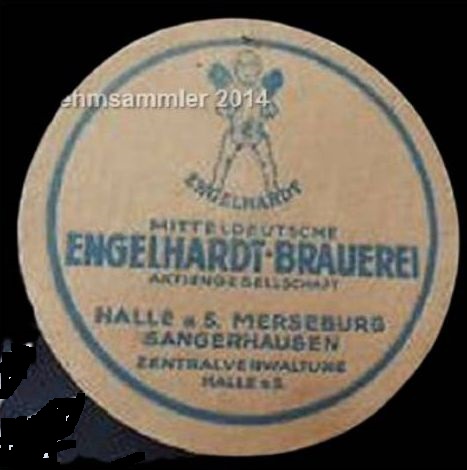 ehmsammler 2014
ENGELHARDT
MITTELDEUTSCHE
ENGELHARDT-BRAUEREI
AKTIENGESELLSCHAFT
HALLE a S. MERSEBURG
SANGERHAUSEN
ZENTRALVERWALTUNG
HALLE a S.